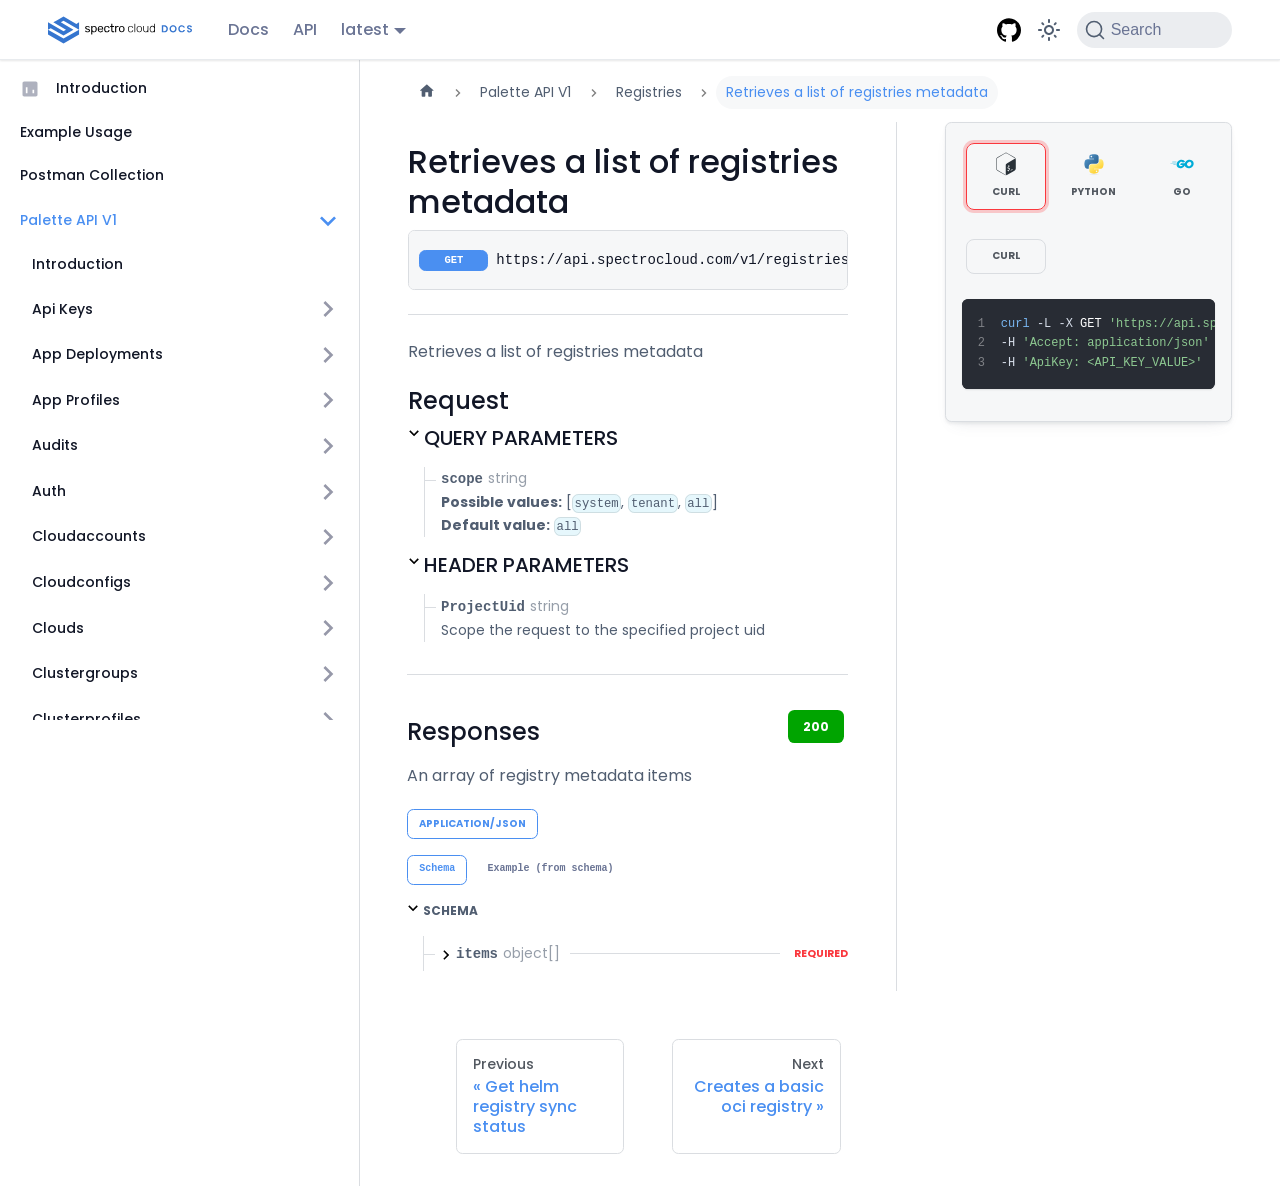 spectro cloud DOCS
Docs
API
latest
Search
Introduction
Example Usage
Postman Collection
Palette API V1
Introduction
Api Keys
App Deployments
App Profiles
Audits
Auth
Cloudaccounts
Cloudconfigs
Clouds
Clustergroups
Clusterprofiles
Palette API V1
Registries
Retrieves a list of registries metadata
Retrieves a list of registries
metadata
GET https://api.spectrocloud.com/v1/registries
Retrieves a list of registries metadata
Request
QUERY PARAMETERS
scope string
Possible values: [system, tenant, all]
Default value: all
HEADER PARAMETERS
ProjectUid string
Scope the request to the specified project uid
Responses
200
An array of registry metadata items
APPLICATION/JSON
Schema
Example (from schema)
SCHEMA
items object[]
REQUIRED
Previous
« Get helm
registry sync
status
Next
Creates a basic
oci registry »
CURL
PYTHON
GO
GO
CURL
1 curl -L -X GET 'https://api.sp
2 -H 'Accept: application/json'
3 -H 'ApiKey: <API_KEY_VALUE>'